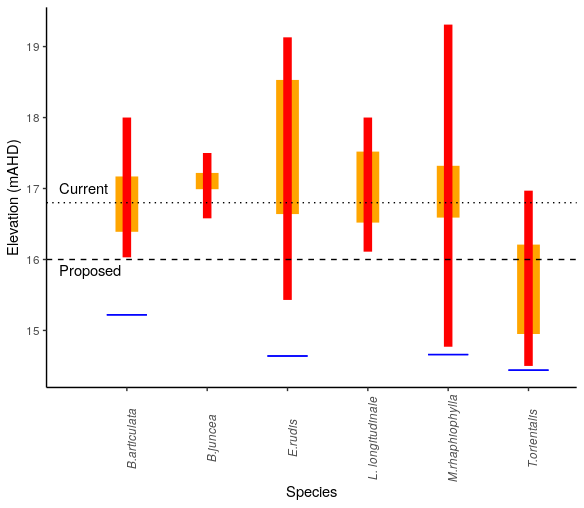 Elevation (mAHD)
19
18
17
16
15
Current
Proposed
B.articulata
B.juncea
E.rudis
L. longitudinale
M.rhaphiophylla
T.orientalis
Species